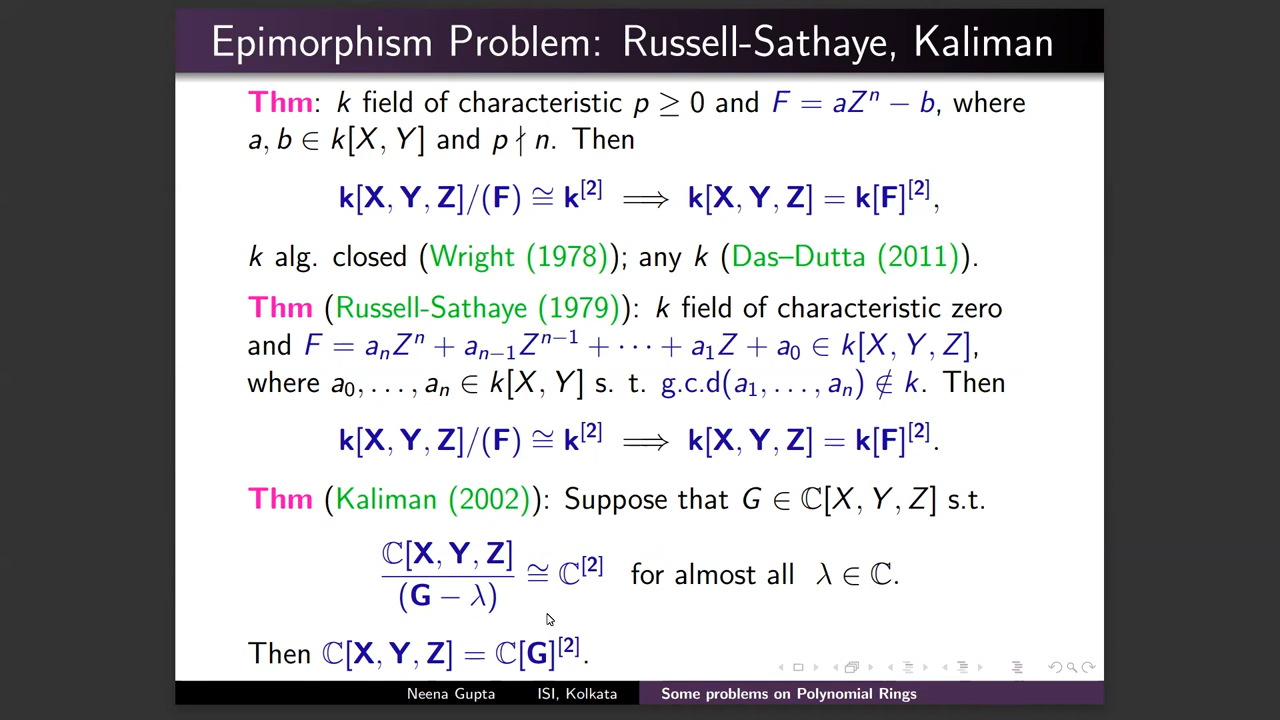 Epimorphism Problem: Russell-Sathaye, Kaliman
Thm: k field of characteristic p ≥ 0 and F = aZⁿ − b, where
a, b ∈ k[X, Y] and p ∤ n. Then
k[X, Y, Z]/(F) ≅ k^[2] ⟹ k[X, Y, Z] = k[F]^[2],
k alg. closed (Wright (1978)); any k (Das–Dutta (2011)).
Thm (Russell-Sathaye (1979)): k field of characteristic zero
and F = a_n Z^n + a_{n−1} Z^{n−1} + ⋯ + a_1 Z + a_0 ∈ k[X, Y, Z],
where a_0, . . . , a_n ∈ k[X, Y] s. t. g.c.d(a_1, . . . , a_n) ∉ k. Then
k[X, Y, Z]/(F) ≅ k^[2] ⟹ k[X, Y, Z] = k[F]^[2].
Thm (Kaliman (2002)): Suppose that G ∈ ℂ[X, Y, Z] s.t.
ℂ[X, Y, Z]/(G − λ) ≅ ℂ^[2] for almost all λ ∈ ℂ.
Then ℂ[X, Y, Z] = ℂ[G]^[2].
Neena Gupta ISI, Kolkata Some problems on Polynomial Rings